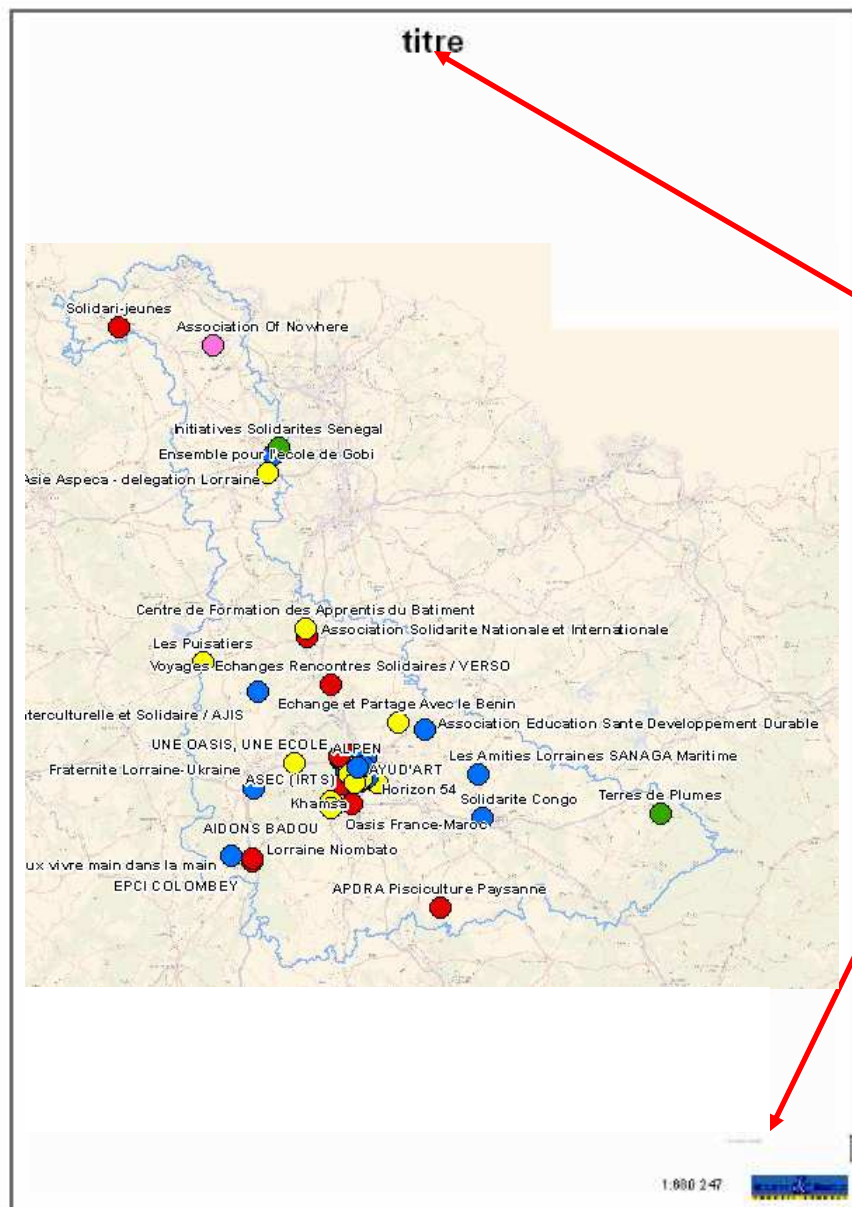 titre
Solidari-jeunes
Association Of Nowhere
Initiatives Solidarites Senegal
Ensemble pour l'ecole de Gobi
Asie Aspeca - delegation Lorraine
Centre de Formation des Apprentis du Batiment
Association Solidarite Nationale et Internationale
Les Puisatiers
Voyages Echanges Rencontres Solidaires / VERSO
Echange et Partage Avec le Benin
nterculturelle et Solidaire / AJIS
Association Education Sante Developpement Durable
UNE OASIS, UNE ECOLE
ALPEN
Les Amities Lorraines SANAGA Maritime
Fraternite Lorraine-Ukraine
ASEC (IRTS)
AYUD'ART
Horizon 54
Khamsa
Solidarite Congo
Terres de Plumes
AIDONS BADOU
Oasis France-Maroc
Lorraine Niombato
ux vivre main dans la main
EPCI COLOMBEY
APDRA Pisciculture Paysanne